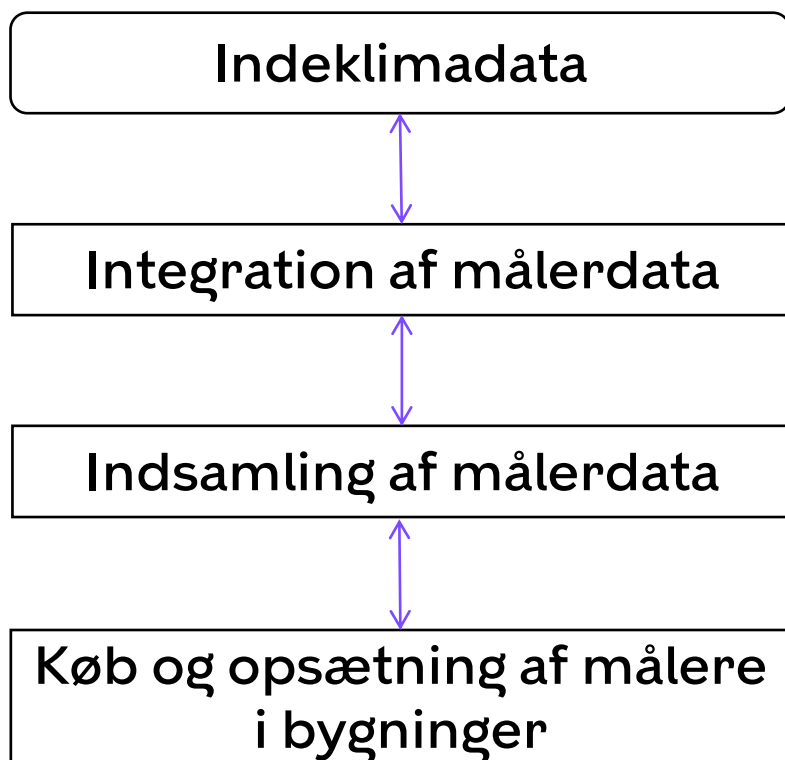 Indeklimadata
Integration af målerdata
Indsamling af målerdata
Køb og opsætning af målere
i bygninger